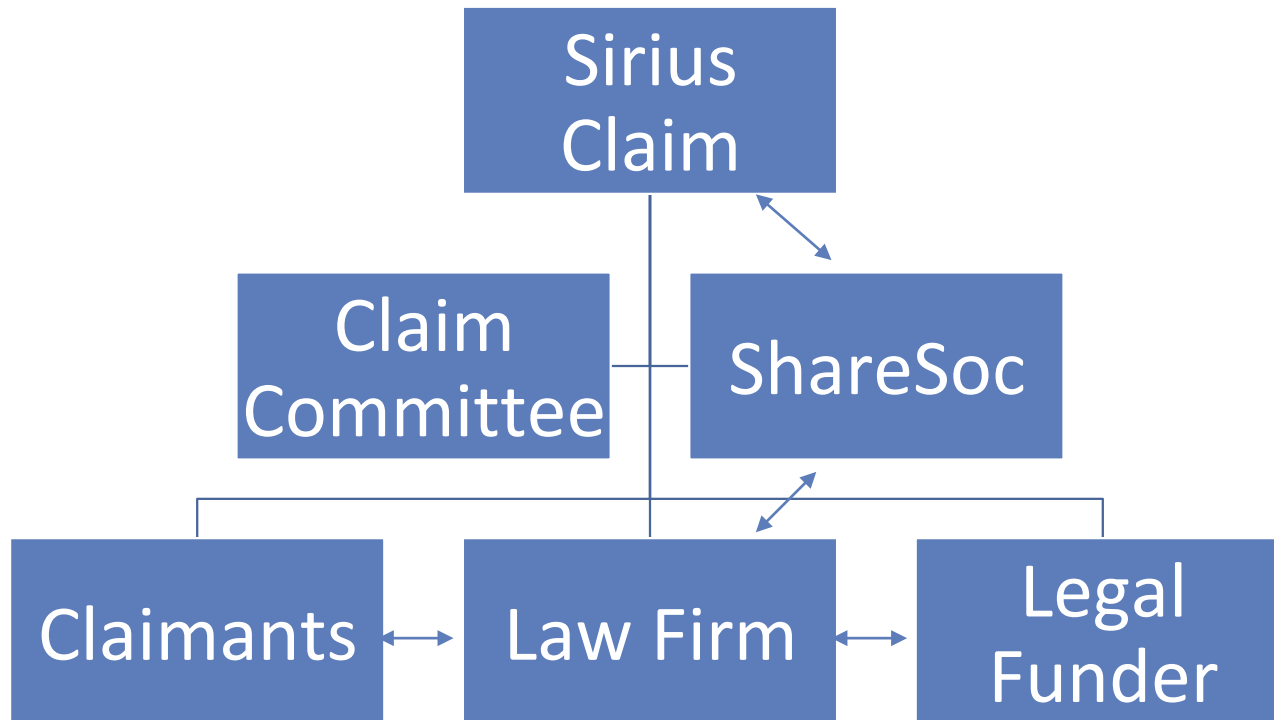 Sirius
Claim
Claim
Committee
ShareSoc
Claimants
Law Firm
Legal
Funder